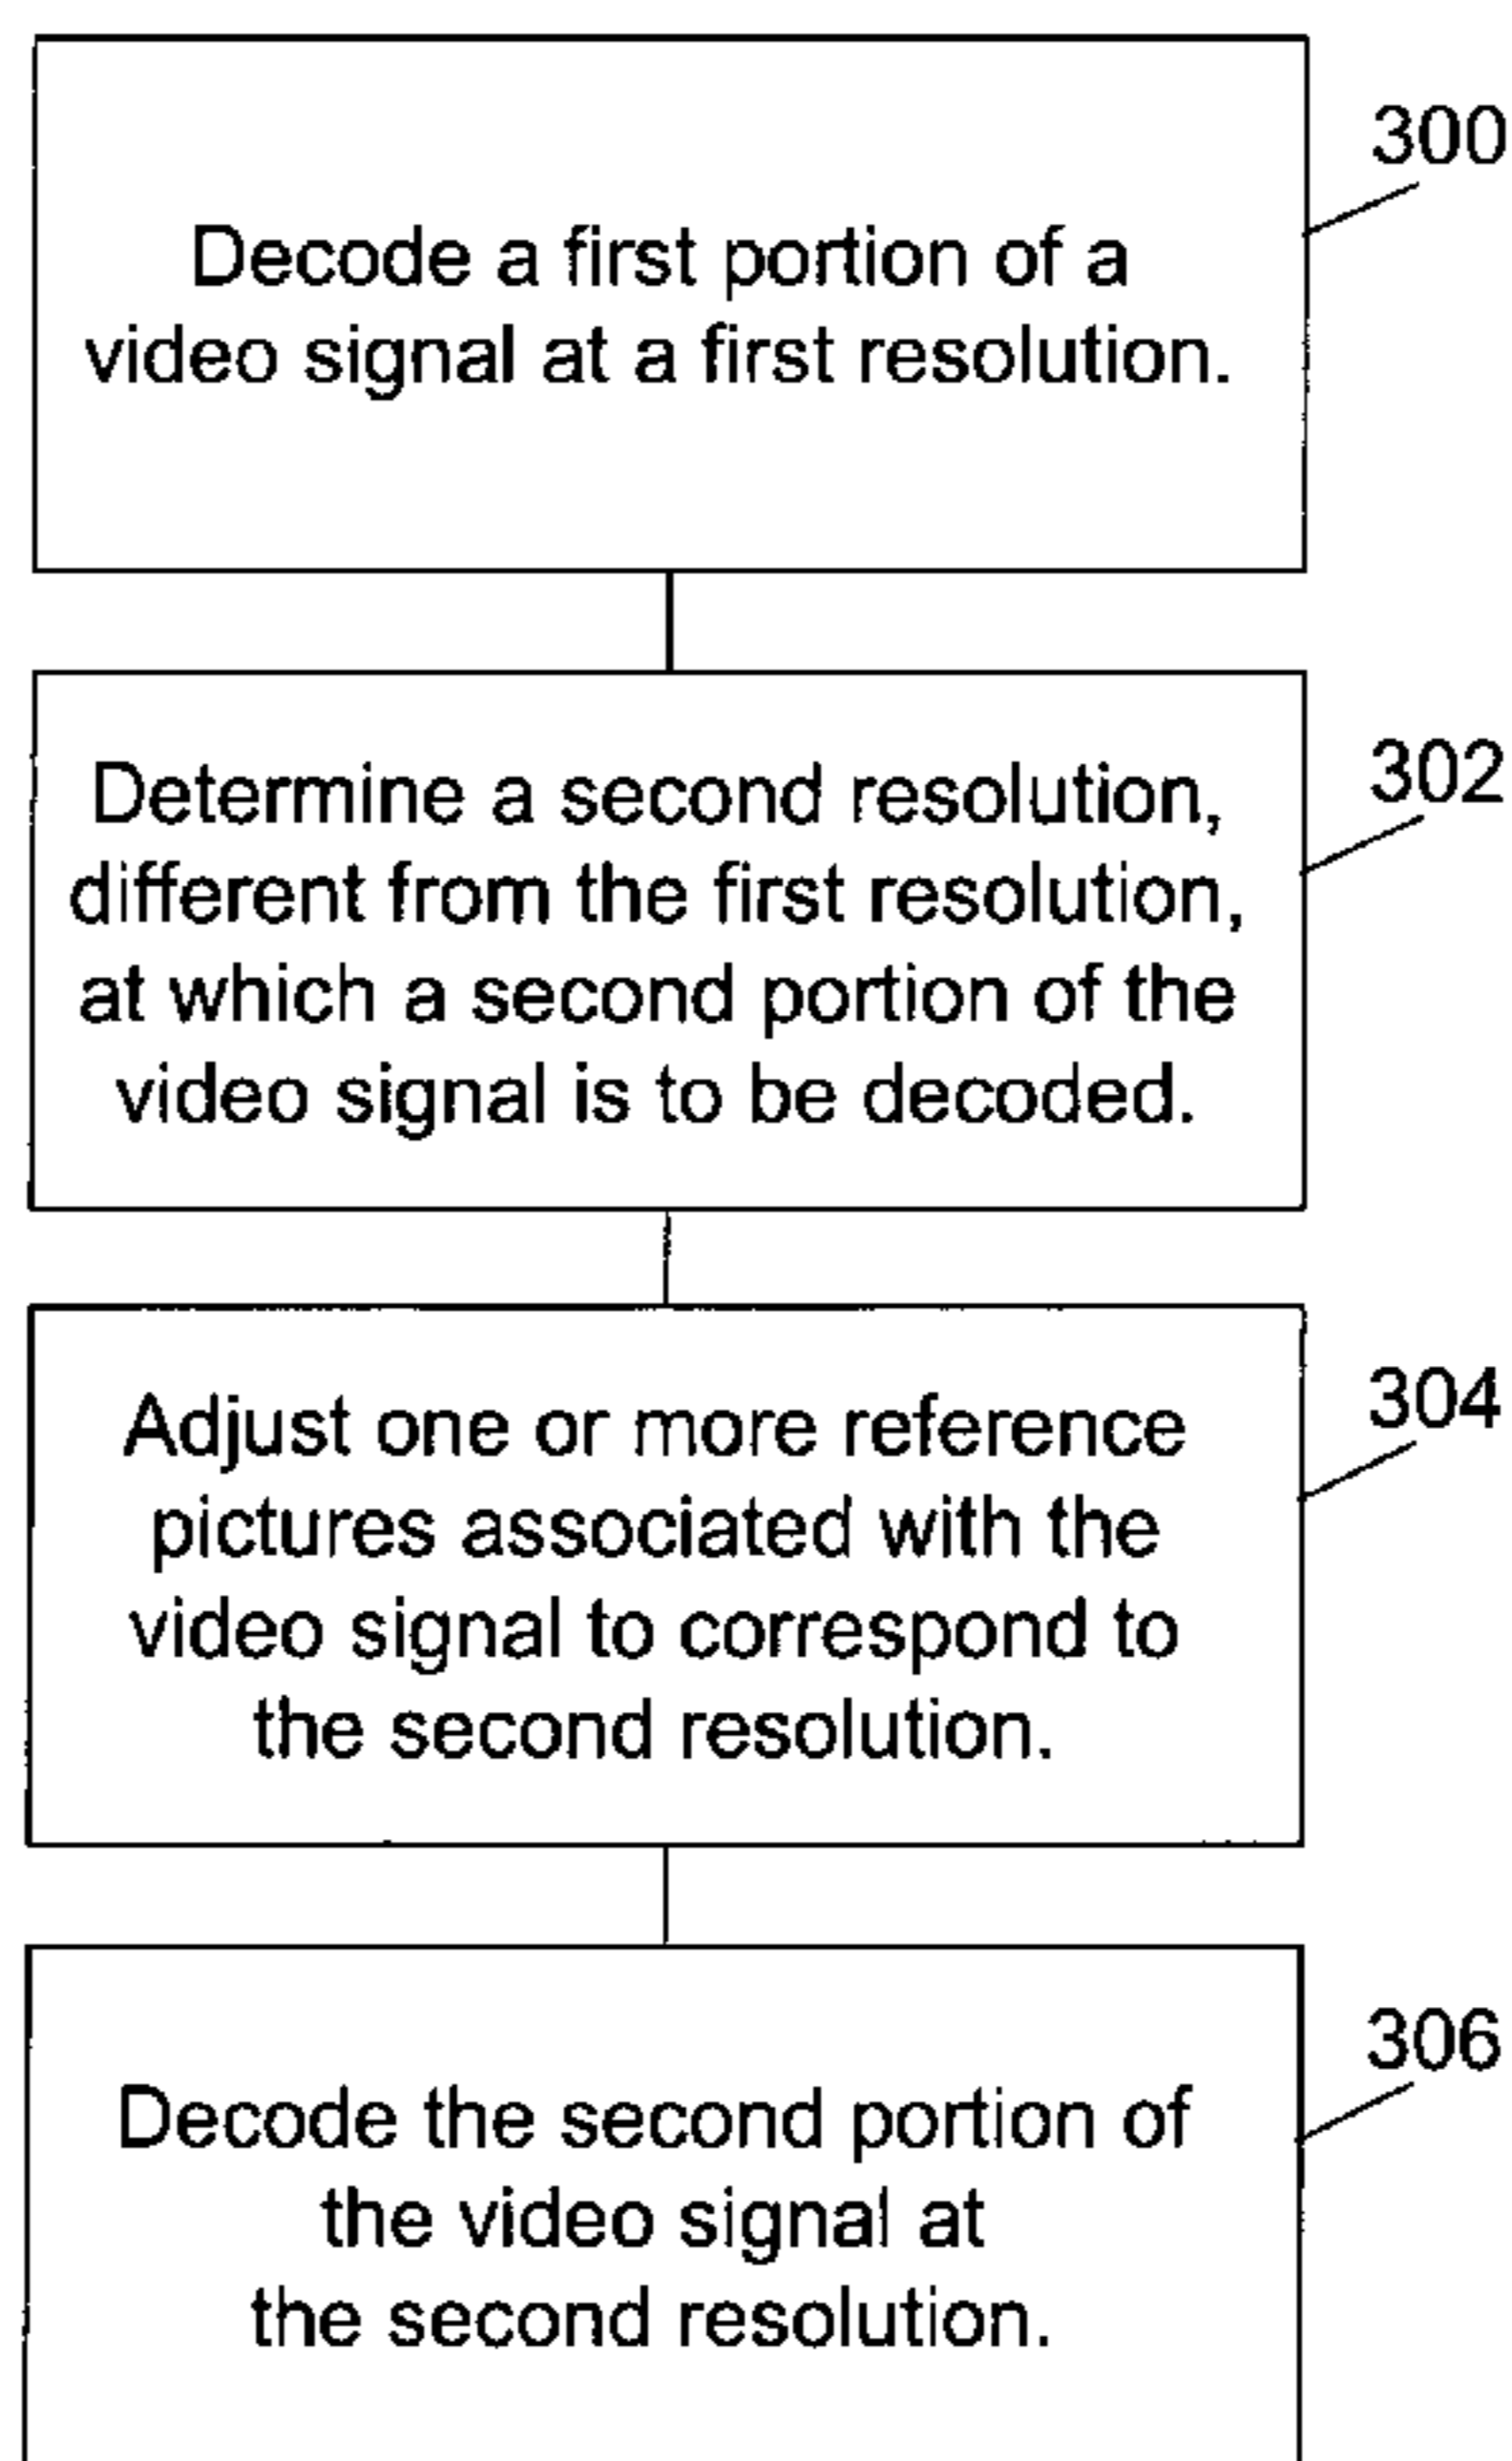 300
Decode a first portion of a
video signal at a first resolution.
302
Determine a second resolution,
different from the first resolution,
at which a second portion of the
video signal is to be decoded.
304
Adjust one or more reference
pictures associated with the
video signal to correspond to
the second resolution.
306
Decode the second portion of
the video signal at
the second resolution.